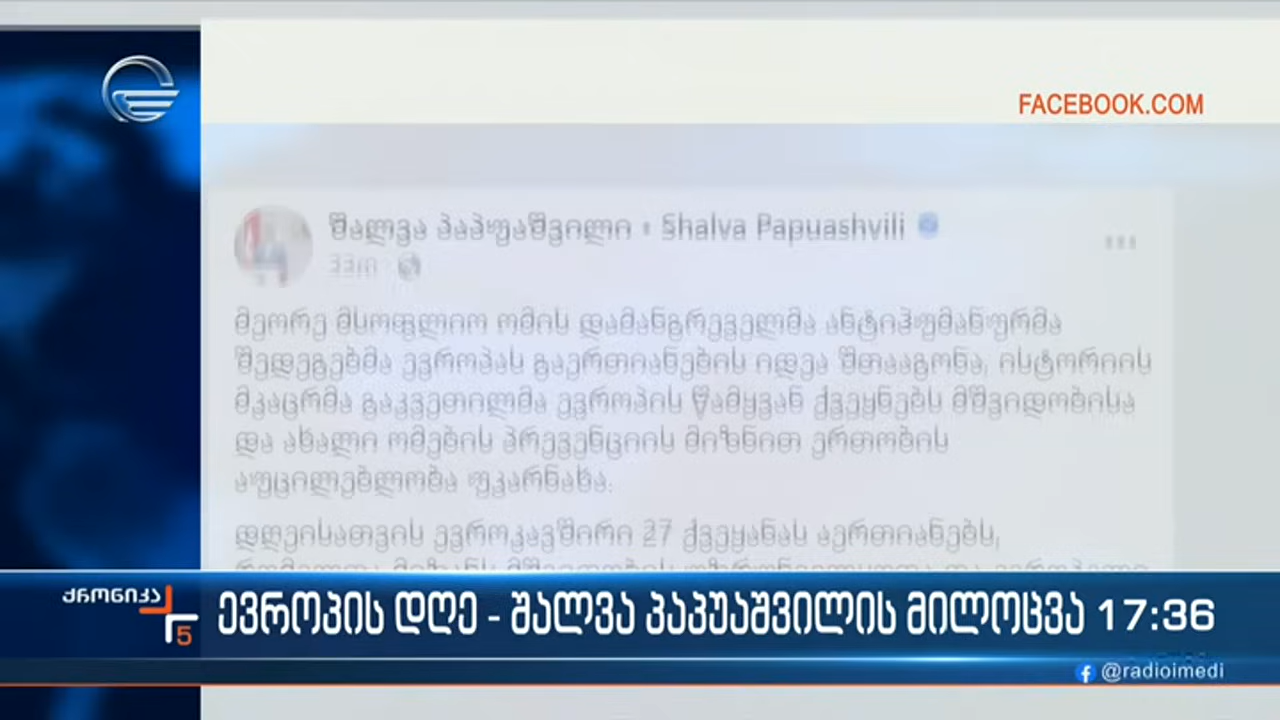 FACEBOOK.COM
შალვა პაპუაშვილი • Shalva Papuashvili
33თ
მეორე მსოფლიო ომის დამანგრეველმა ანტიჰუმანურმა
შედეგებმა ევროპას გაერთიანების იდეა შთააგონა, ისტორიის
მკაცრმა გაკვეთილმა ევროპის წამყვან ქვეყნებს მშვიდობისა
და ახალი ომების პრევენციის მიზნით ერთობის
აუცილებლობა უკარნახა.
დღეისათვის ევროკავშირი 27 ქვეყანას აერთიანებს,
ქრონიკა
5
ევროპის დღე - შალვა პაპუაშვილის მილოცვა 17:36
@radioimedi